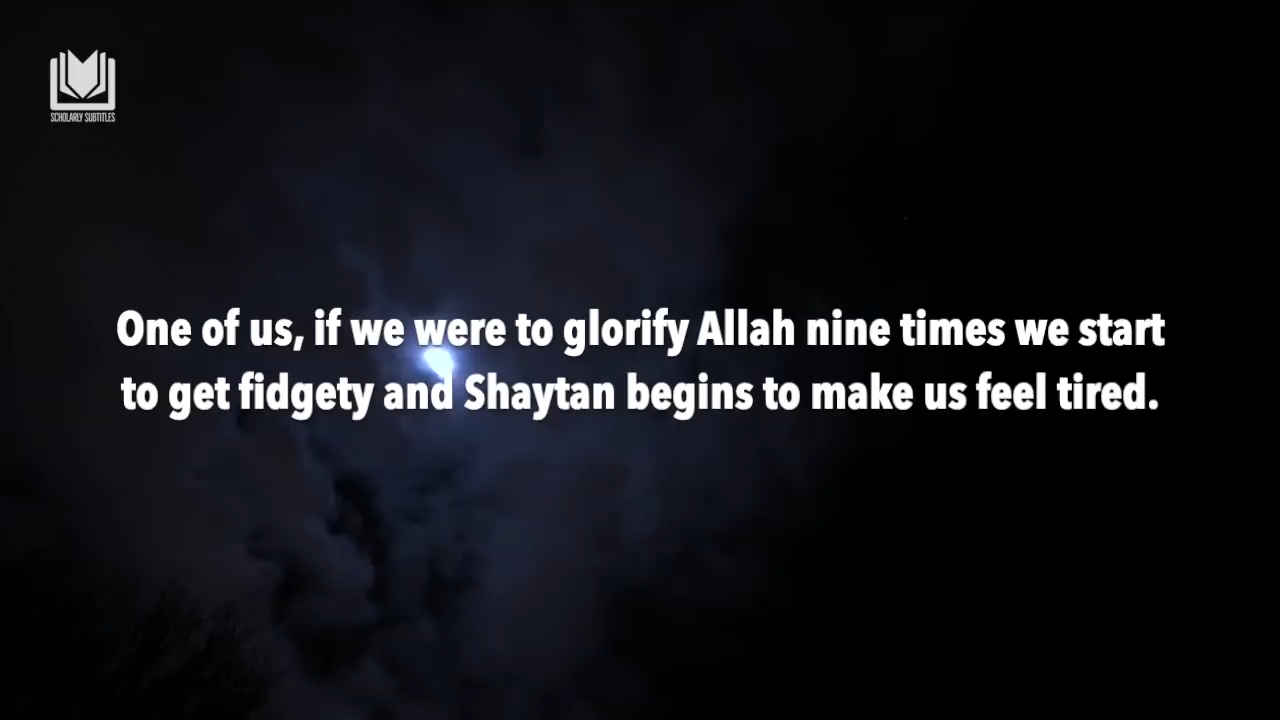 SCHOLARLY SUBTITLES
One of us, if we were to glorify Allah nine times we start
to get fidgety and Shaytan begins to make us feel tired.